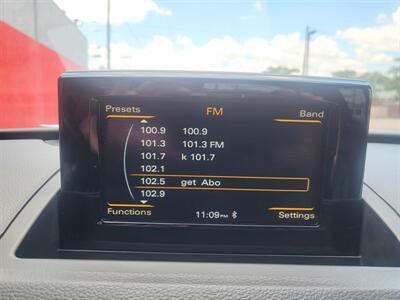 Presets FM Band
100.9 100.9
101.3 101.3 FM
101.7 k 101.7
102.1
102.5 get Abo
102.9
Functions 11:09PM Settings